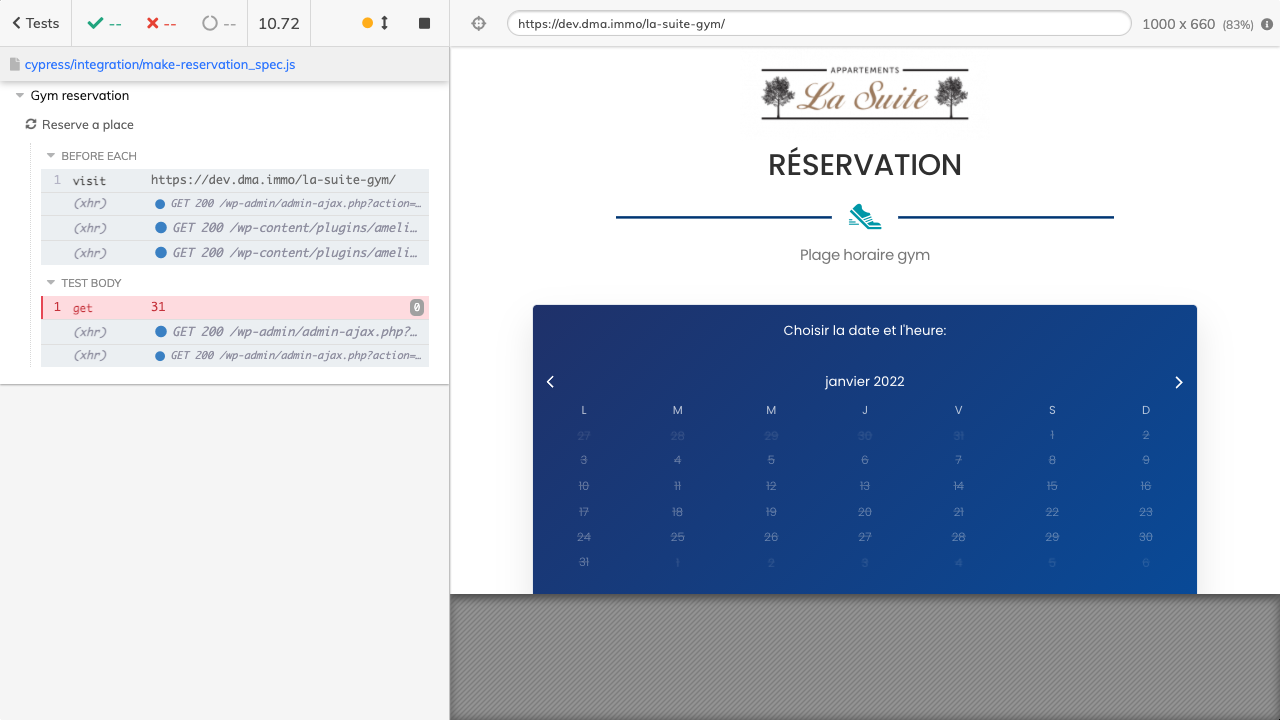 Tests
--
--
--
10.72
https://dev.dma.immo/la-suite-gym/
1000 x 660 (83%)
cypress/integration/make-reservation_spec.js
Gym reservation
Reserve a place
BEFORE EACH
1 visit https://dev.dma.immo/la-suite-gym/
(xhr) GET 200 /wp-admin/admin-ajax.php?action=…
(xhr) GET 200 /wp-content/plugins/ameli…
(xhr) GET 200 /wp-content/plugins/ameli…
TEST BODY
1 get 31 0
(xhr) GET 200 /wp-admin/admin-ajax.php?…
(xhr) GET 200 /wp-admin/admin-ajax.php?action=…
APPARTEMENTS
La Suite
RÉSERVATION
Plage horaire gym
Choisir la date et l'heure:
janvier 2022
L M M J V S D
27 28 29 30 31 1 2
3 4 5 6 7 8 9
10 11 12 13 14 15 16
17 18 19 20 21 22 23
24 25 26 27 28 29 30
31 1 2 3 4 5 6